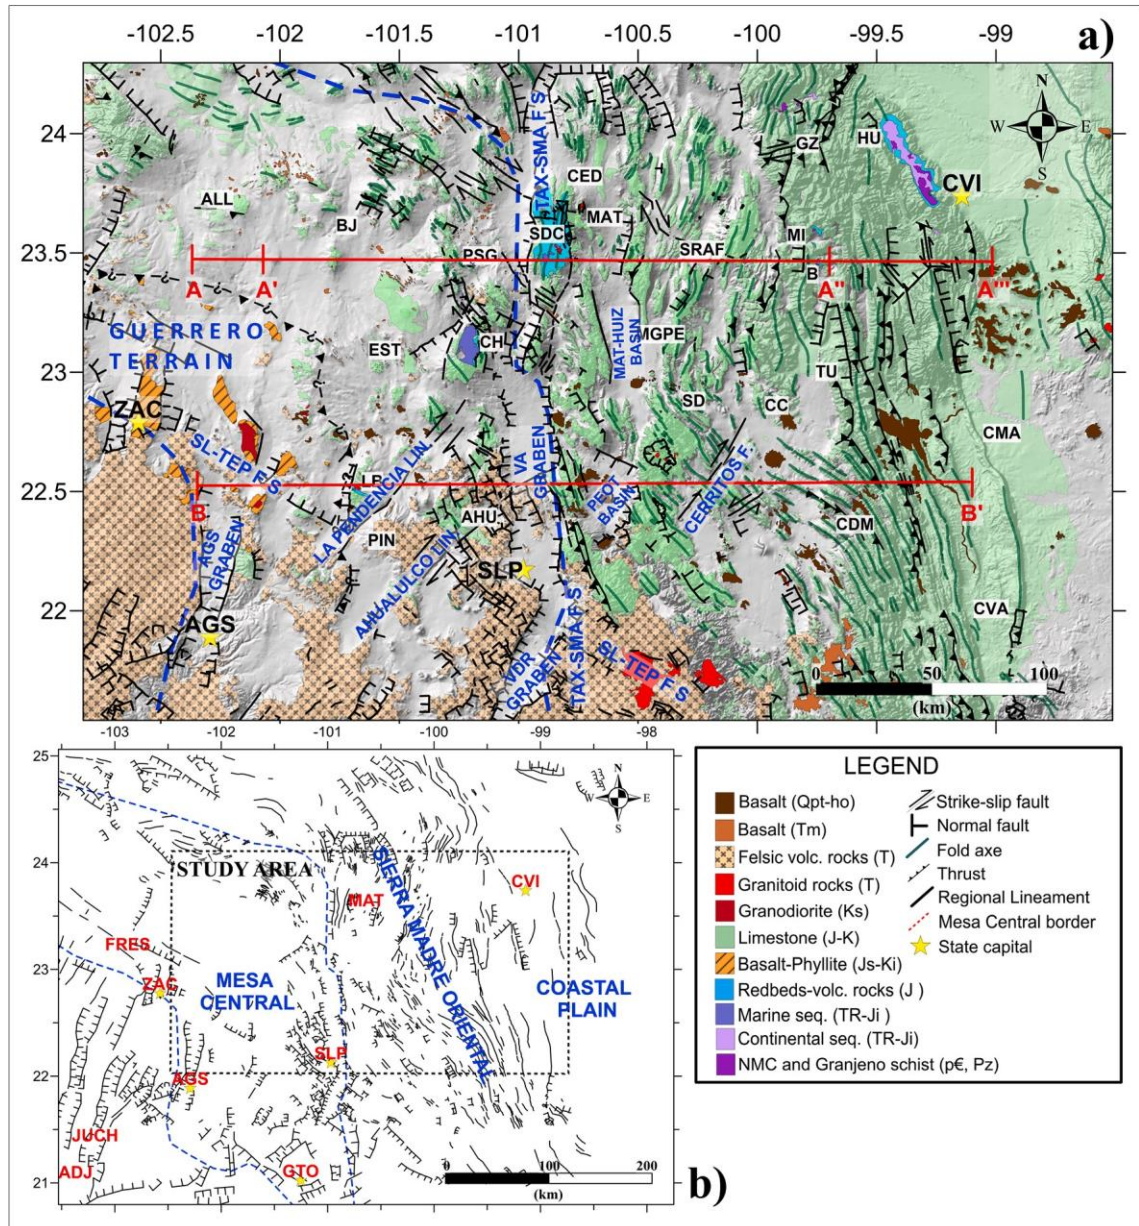 -102.5 -102 -101.5 -101 -100.5 -100 -99.5 -99
a)
N
W E
S
24
23.5
23
22.5
22
TAX-SMA F S
GZ
HU
CVI
CED
ALL
BJ
MAT
SDC
PSG
SRAF
MI
B
A A' A'' A'''
GUERRERO
TERRAIN
EST
CH
MAT-HUIZ
BASIN
MGPE
TU
ZAC
SD
CC
CMA
SL-TEP F S
VA
GRABEN
LA PENDENCIA LIN.
PEOT
BASIN
CERRITOS F.
B B'
AGS
GRABEN
PIN
AHU
CDM
AHUALULCO LIN.
SLP
AGS
CVA
VDR
GRABEN
TAX-SMA F S
SL-TEP F S
0 50 100
(km)
-103 -102 -101 -100 -99 -98
25
24
23
22
21
N
W E
S
STUDY AREA
SIERRA MADRE ORIENTAL
CVI
MAT
FRES
ZAC
MESA
CENTRAL
COASTAL
PLAIN
SLP
AGS
JUCH
ADJ
GTO
0 100 200
(km)
b)
LEGEND
Basalt (Qpt-ho)
Basalt (Tm)
Felsic volc. rocks (T)
Granitoid rocks (T)
Granodiorite (Ks)
Limestone (J-K)
Basalt-Phyllite (Js-Ki)
Redbeds-volc. rocks (J )
Marine seq. (TR-Ji )
Continental seq. (TR-Ji)
NMC and Granjeno schist (p€, Pz)
Strike-slip fault
Normal fault
Fold axe
Thrust
Regional Lineament
Mesa Central border
State capital